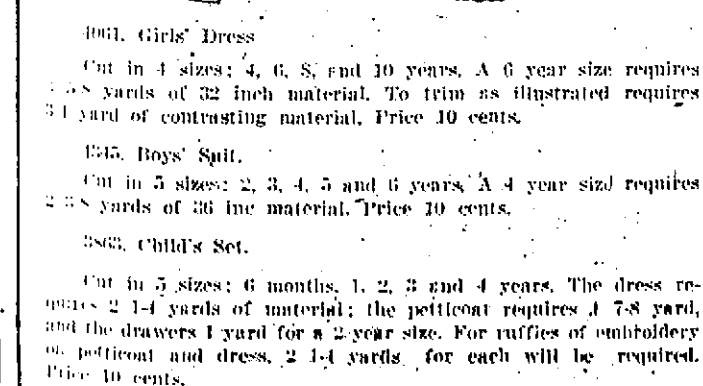 Girls' Dress
Cut in 4 sizes: 4, 6, 8, and 10 years. A 6 year size requires
yards of 32 inch material. To trim as illustrated requires
yard of contrasting material. Price 10 cents.
Boys' Suit.
Cut in 5 sizes: 2, 3, 4, 5 and 6 years. A 4 year size requires
yards of 36 inc material. Price 10 cents.
Child's Set.
Cut in 5 sizes: 6 months, 1, 2, 3 and 4 years. The dress re-
quires 2 1-4 yards of material; the petticoat requires 1 7-8 yard,
and the drawers 1 yard for a 2 year size. For ruffles of embroidery
on petticoat and dress, 2 1-4 yards for each will be required.
Price 10 cents.